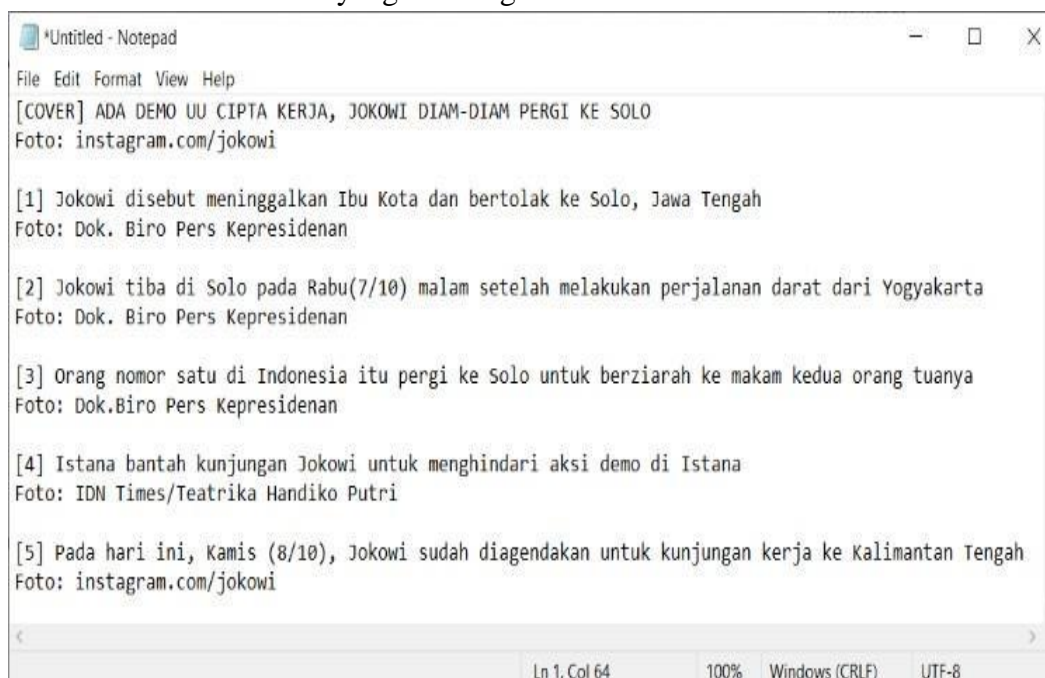 *Untitled - Notepad
File Edit Format View Help
[COVER] ADA DEMO UU CIPTA KERJA, JOKOWI DIAM-DIAM PERGI KE SOLO
Foto: instagram.com/jokowi
[1] Jokowi disebut meninggalkan Ibu Kota dan bertolak ke Solo, Jawa Tengah
Foto: Dok. Biro Pers Kepresidenan
[2] Jokowi tiba di Solo pada Rabu(7/10) malam setelah melakukan perjalanan darat dari Yogyakarta
Foto: Dok. Biro Pers Kepresidenan
[3] Orang nomor satu di Indonesia itu pergi ke Solo untuk berziarah ke makam kedua orang tuanya
Foto: Dok.Biro Pers Kepresidenan
[4] Istana bantah kunjungan Jokowi untuk menghindari aksi demo di Istana
Foto: IDN Times/Teatrika Handiko Putri
[5] Pada hari ini, Kamis (8/10), Jokowi sudah diagendakan untuk kunjungan kerja ke Kalimantan Tengah
Foto: instagram.com/jokowi
Ln 1, Col 64 100% Windows (CRLF) UTF-8